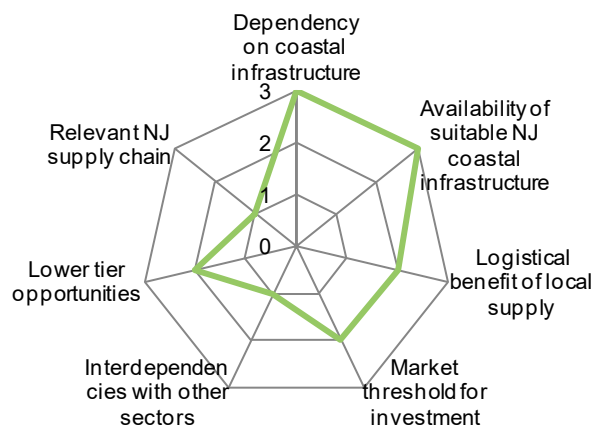 Dependency
on coastal
infrastructure
3
2
1
0
Availability of
suitable NJ
coastal
infrastructure
Logistical
benefit of local
supply
Market
threshold for
investment
Interdependen
cies with other
sectors
Lower tier
opportunities
Relevant NJ
supply chain